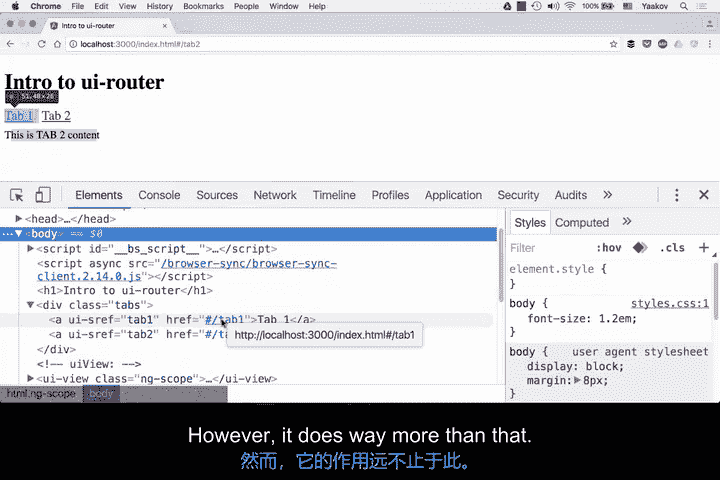 Chrome File Edit View History Bookmarks People Window Help 100% Yaakov
Intro to ui-router
localhost:3000/index.html#/tab2
Intro to ui-router
51.48×26
Tab 1 Tab 2
This is TAB 2 content
Elements Console Sources Network Timeline Profiles Application Security Audits »
<head>…</head>
<body> == $0
<script id="__bs_script__">…</script>
<script async src="/browser-sync/browser-sync-
client.2.14.0.js"></script>
<h1>Intro to ui-router</h1>
<div class="tabs">
<a ui-sref="tab1" href="#/tab1">Tab 1</a>
<a ui-sref="tab2" href="#/ta
http://localhost:3000/index.html#/tab1
</div>
<!-- uiView: -->
<ui-view class="ng-scope">…</ui-view>
html.ng-scope body
Styles Computed »
Filter :hov .cls +
element.style {
}
body { styles.css:1
font-size: 1.2em;
}
body { user agent stylesheet
display: block;
margin: 8px;
}
However, it does way more than that.
然而，它的作用远不止于此。